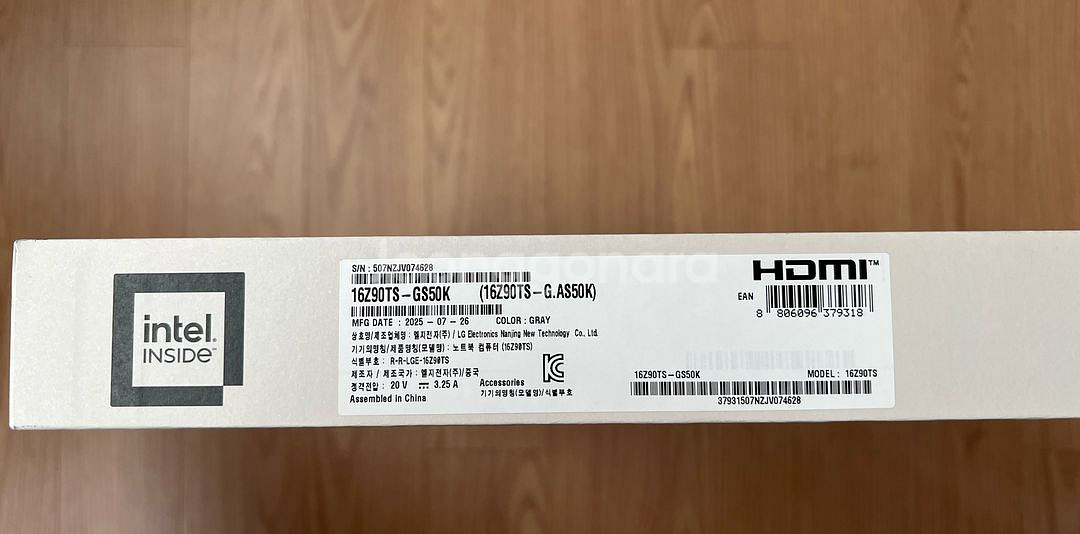 intel.
INSIDE™
S/N : 507NZJV074628
16Z90TS-GS50K (16Z90TS-G.AS50K)
MFG DATE : 2025 - 07 - 26 COLOR : GRAY
상호명/제조업체명 : 엘지전자(주) / LG Electronics Nanjing New Technology Co., Ltd.
기기의명칭/제품명칭(모델명) : 노트북 컴퓨터 (16Z90TS)
식별부호 : R-R-LGE-16Z90TS
제조자 / 제조국가 : 엘지전자(주)/중국
정격전압 : 20 V ⎓ 3.25 A
Assembled in China
Accessories
기기의명칭(모델명)/식별부호
HDMI™
EAN
8 806096 379318
16Z90TS-GS50K MODEL : 16Z90TS
37931507NZJV074628